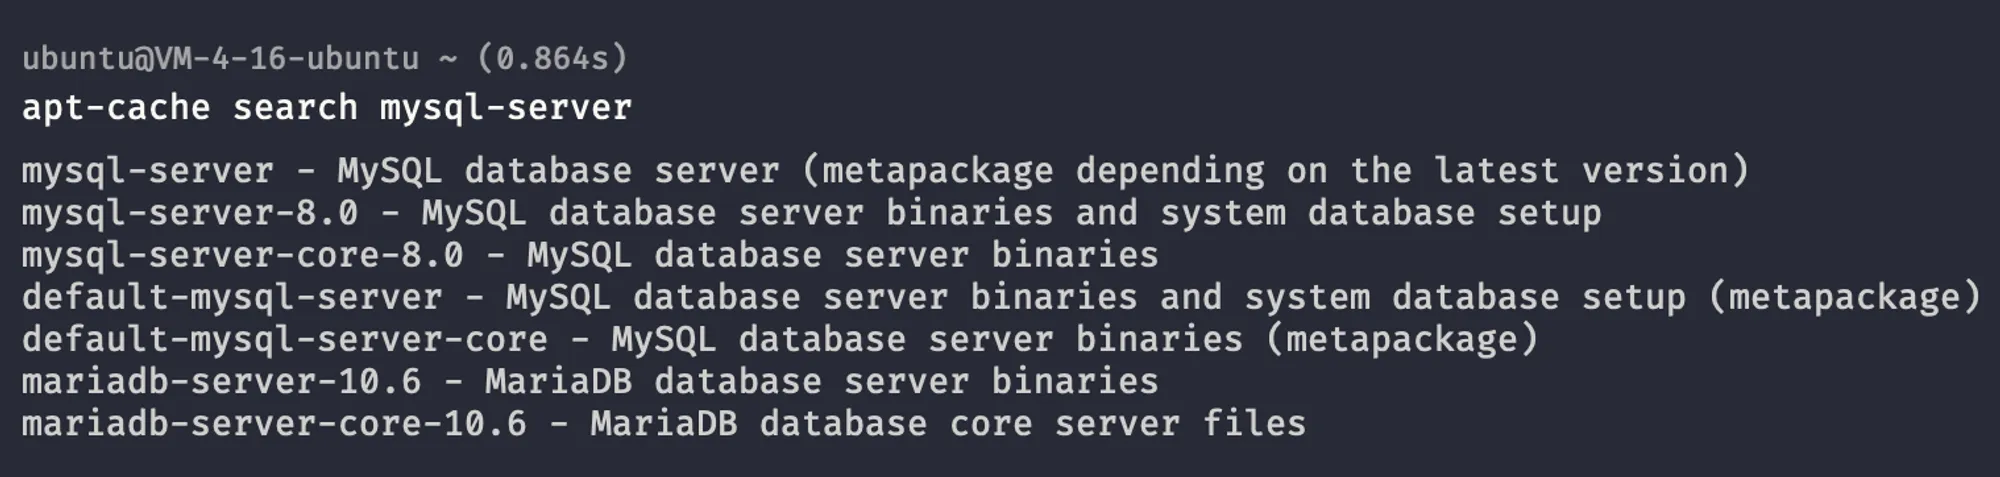 ubuntu@VM-4-16-ubuntu ~ (0.864s)
apt-cache search mysql-server
mysql-server - MySQL database server (metapackage depending on the latest version)
mysql-server-8.0 - MySQL database server binaries and system database setup
mysql-server-core-8.0 - MySQL database server binaries
default-mysql-server - MySQL database server binaries and system database setup (metapackage)
default-mysql-server-core - MySQL database server binaries (metapackage)
mariadb-server-10.6 - MariaDB database server binaries
mariadb-server-core-10.6 - MariaDB database core server files